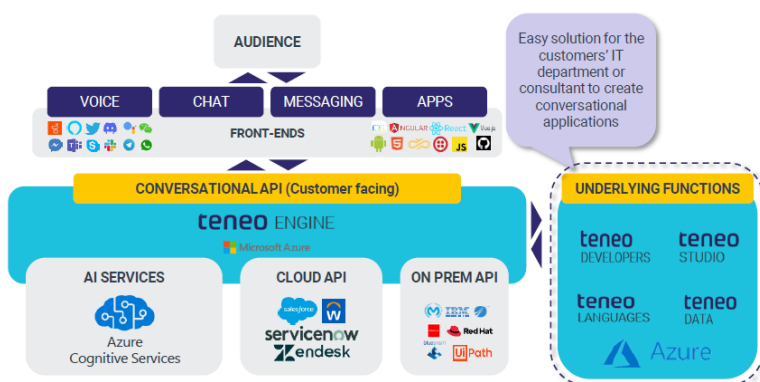 AUDIENCE
Easy solution for the
customers' IT
department or
consultant to create
conversational
applications
VOICE
CHAT
MESSAGING
APPS
FRONT-ENDS
ANGULAR
React
Vue.js
JS
CONVERSATIONAL API (Customer facing)
teneo ENGINE
Microsoft Azure
UNDERLYING FUNCTIONS
teneo
DEVELOPERS
teneo
STUDIO
teneo
LANGUAGES
teneo
DATA
Azure
AI SERVICES
Azure
Cognitive Services
CLOUD API
salesforce
w
servicenow
Zendesk
ON PREM API
IBM
Red Hat
blueprism
UiPath